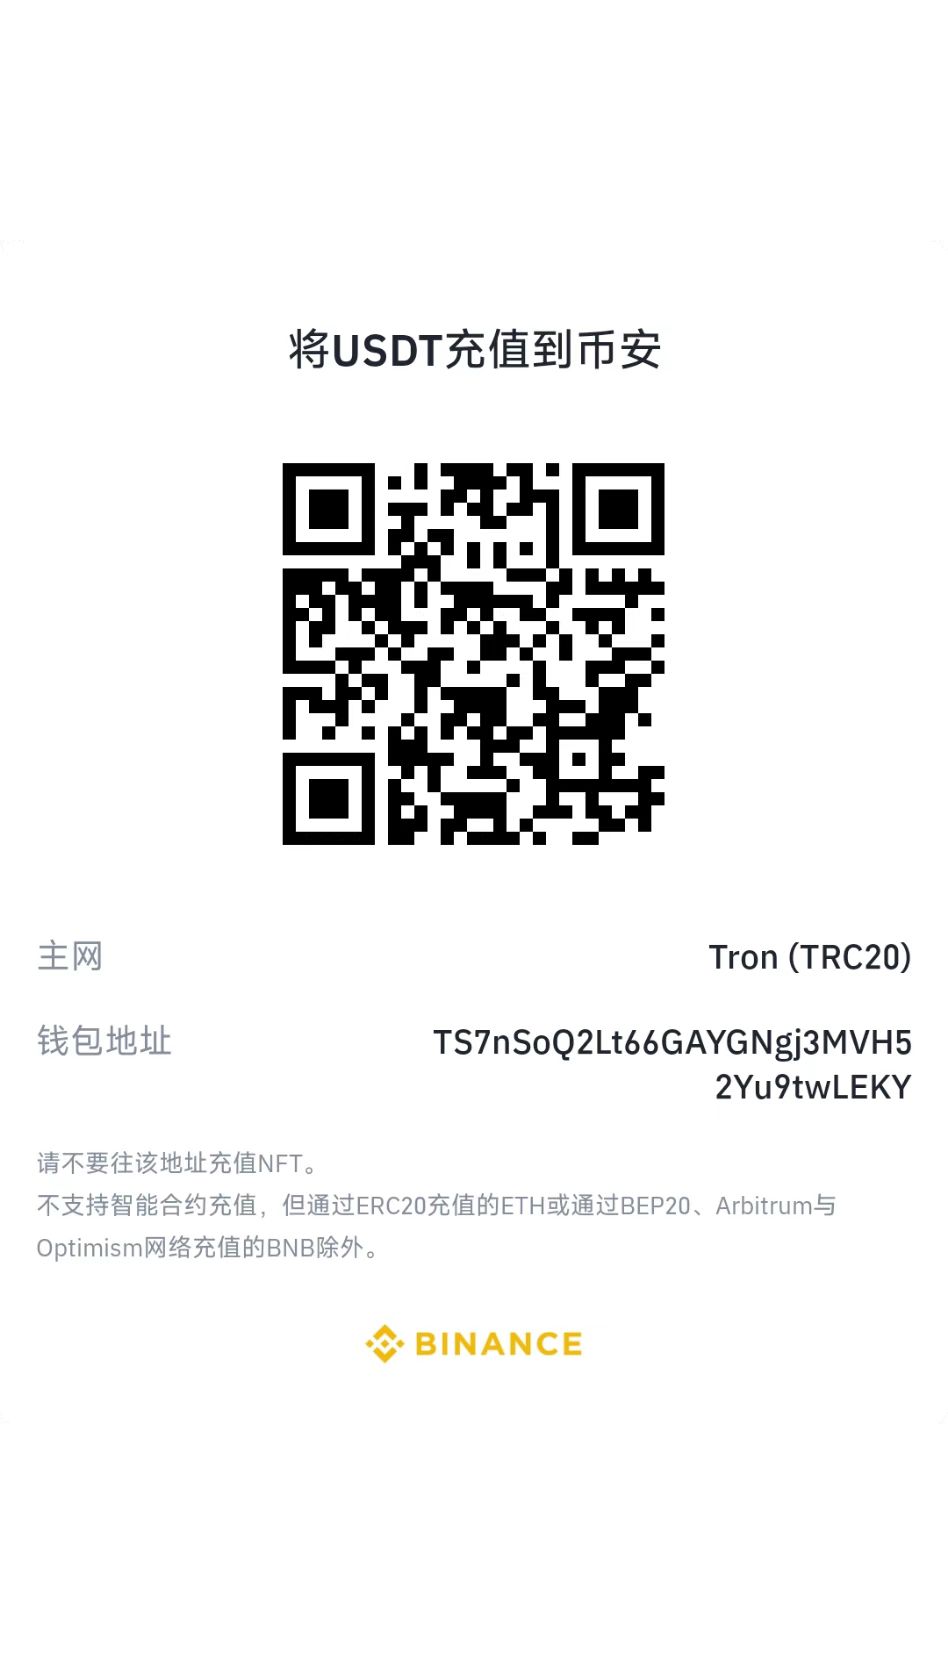 将USDT充值到币安
主网
Tron (TRC20)
钱包地址
TS7nSoQ2Lt66GAYGNgj3MVH5
2Yu9twLEKY
请不要往该地址充值NFT。
不支持智能合约充值，但通过ERC20充值的ETH或通过BEP20、Arbitrum与
Optimism网络充值的BNB除外。
BINANCE